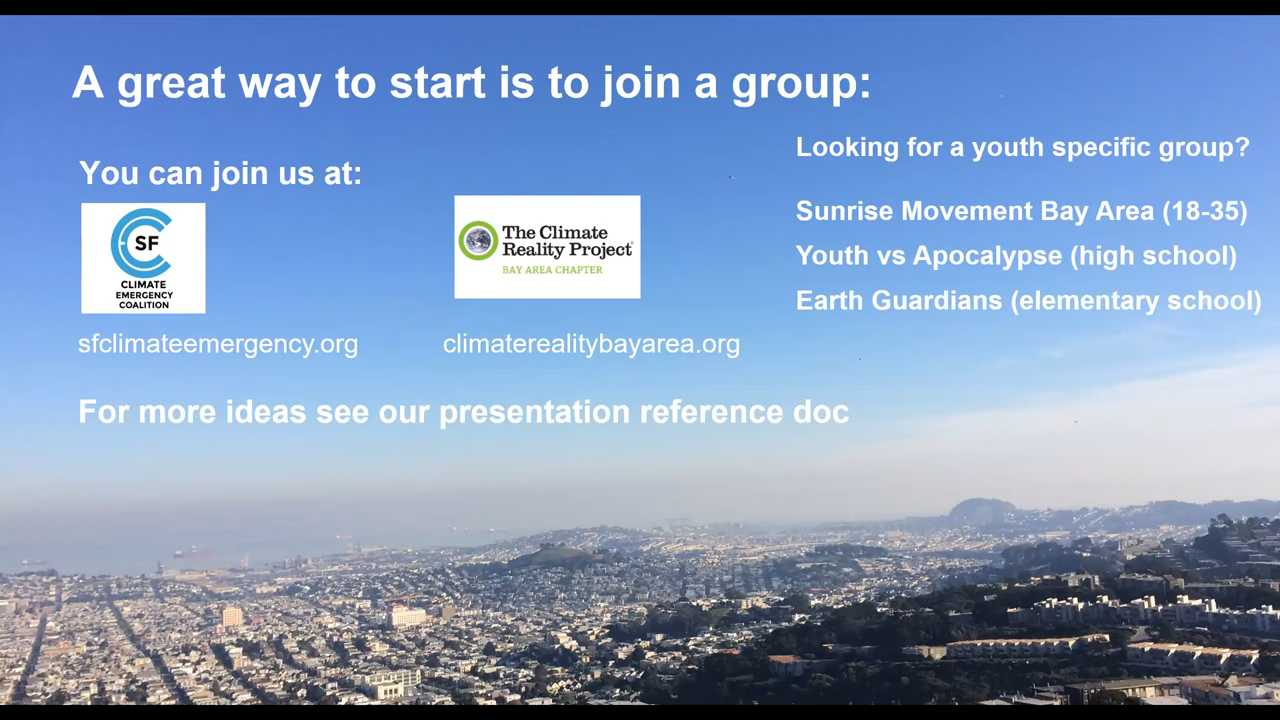 A great way to start is to join a group:
You can join us at:
SF
CLIMATE
EMERGENCY
COALITION
sfclimateemergency.org
The Climate
Reality Project
BAY AREA CHAPTER
climaterealitybayarea.org
Looking for a youth specific group?
Sunrise Movement Bay Area (18-35)
Youth vs Apocalypse (high school)
Earth Guardians (elementary school)
For more ideas see our presentation reference doc